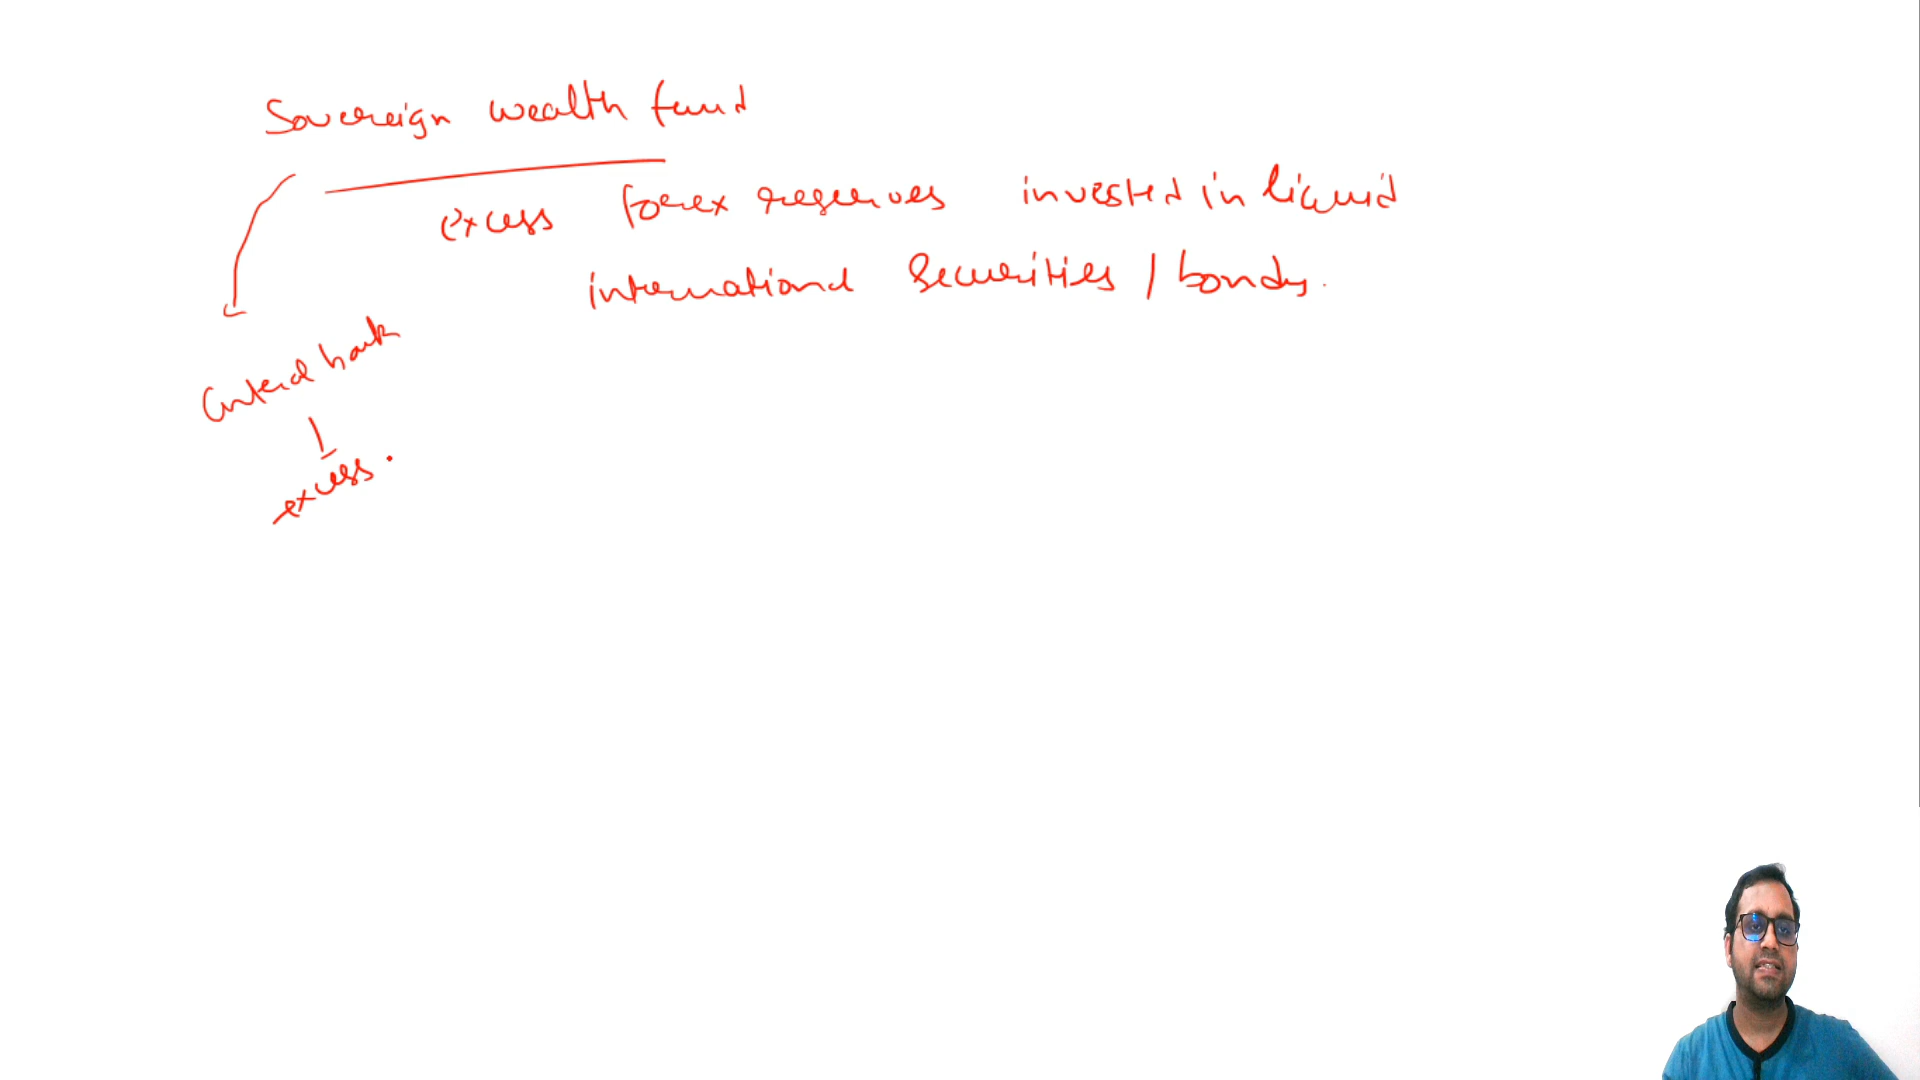 Sovereign wealth fund
excess forex reserves invested in liquid
international securities / bonds.
Central bank
excess.